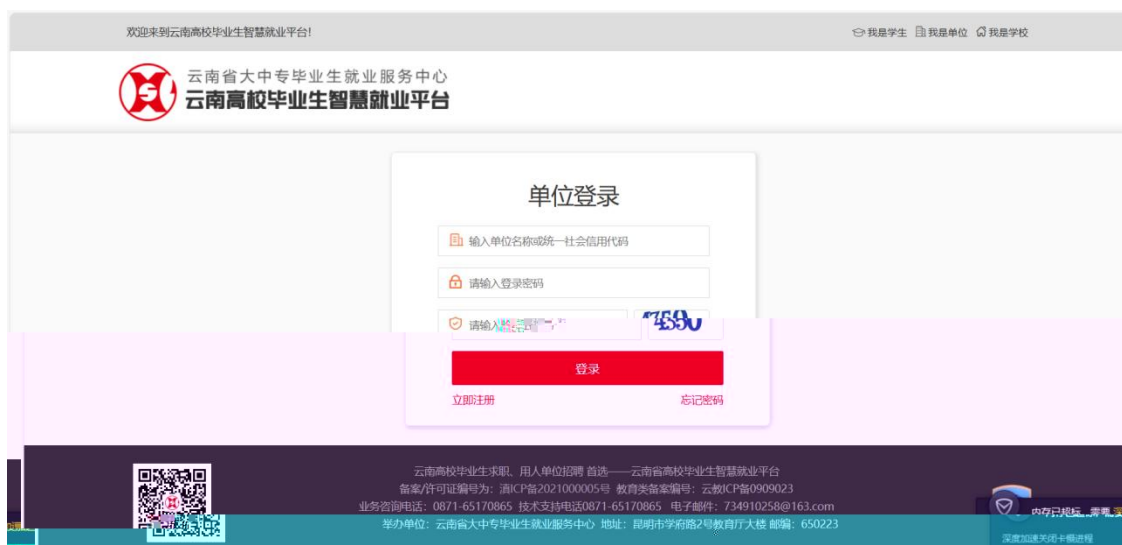 欢迎来到云南高校毕业生智慧就业平台!
我是学生 我是单位 我是学校
云南省大中专毕业生就业服务中心
云南高校毕业生智慧就业平台
单位登录
输入单位名称或统一社会信用代码
请输入登录密码
请输入
登录
立即注册 忘记密码
云南高校毕业生求职、用人单位招聘 首选——云南省高校毕业生智慧就业平台
备案/许可证编号为：滇ICP备2021000005号 教育类备案编号：云教ICP备0909023
业务咨询电话：0871-65170865 技术支持电话0871-65170865 电子邮件：734910258@163.com
举办单位：云南省大中专毕业生就业服务中心 地址：昆明市学府路2号教育厅大楼 邮编：650223
内存已超标，需要
深度加速关闭卡慢进程